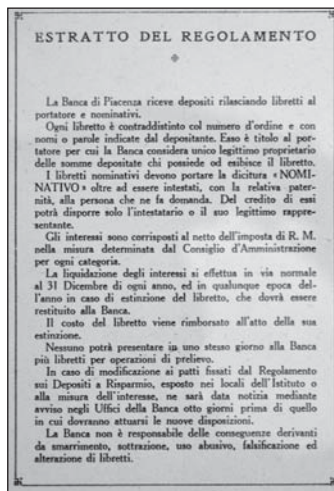 ESTRATTO DEL REGOLAMENTO
La Banca di Piacenza riceve depositi rilasciando libretti al
portatore e nominativi.
Ogni libretto è contraddistinto col numero d'ordine e con
nomi o parule indicate dal depositante. Esso è titolo al por-
tatore per cui la Banca considera unico legittimo proprietario
delle somme depositate chi possiede od esibisce il libretto.
I libretti nominativi devono portare la dicitura «NOMI-
NATIVO» oltre ad essere intestati, con la relativa pater-
nità, alla persona che ne fa domanda. Del credito di essi
potrà disporre solo l'intestatario o il suo legittimo rappre-
sentante.
Gli interessi sono corrisposti al netto dell'imposta di R. M.
nella misura determinata dal Consiglio d'Amministrazione
per ogni categoria.
La liquidazione degli interessi si effettua in via normale
al 31 Dicembre di ogni anno, ed in qualunque epoca del-
l'anno in caso di estinzione del libretto, che dovrà essere
restituito alla Banca.
Il costo del libretto viene rimborsato all'atto della sua
estinzione.
Nessuno potrà presentare in uno stesso giorno alla Banca
più libretti per operazioni di prelievo.
In caso di modificazione ai patti fissati dal Regolamento
sui Depositi a Risparmio, esposto nei locali dell'Istituto o
alla misura dell'interesse, ne sarà data notizia mediante
avviso negli Uffici della Banca otto giorni prima di quello
in cui dovranno attuarsi le nuove disposizioni.
La Banca non è responsabile delle conseguenze derivanti
da smarrimento, sottrazione, uso abusivo, falsificazione ed
alterazione di libretti.